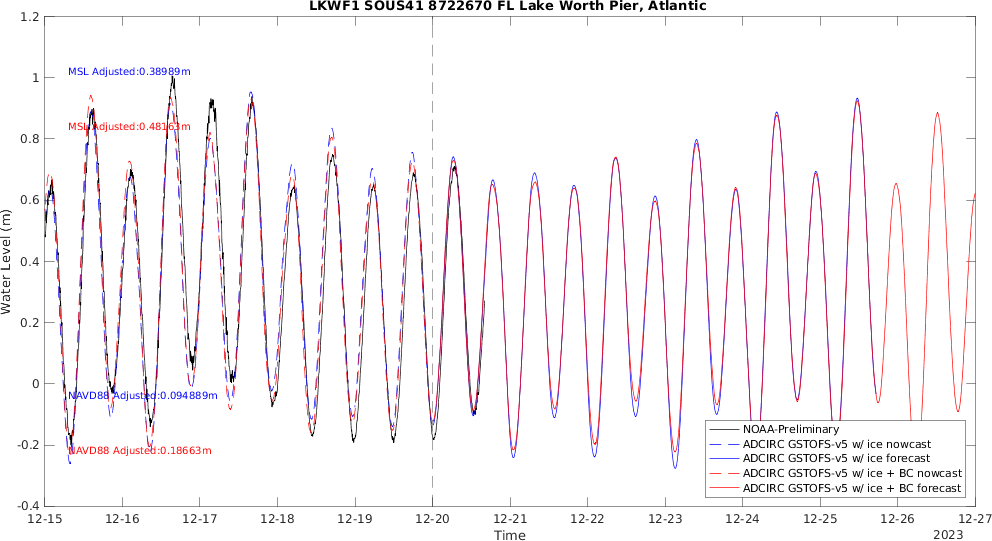 LKWF1 SOUS41 8722670 FL Lake Worth Pier, Atlantic
1.2
1
0.8
0.6
0.4
0.2
0
-0.2
-0.4
Water Level (m)
MSL Adjusted:0.38989m
MSL Adjusted:0.48163m
NAVD88 Adjusted:0.094889m
NAVD88 Adjusted:0.18663m
NOAA-Preliminary
ADCIRC GSTOFS-v5 w/ ice nowcast
ADCIRC GSTOFS-v5 w/ ice forecast
ADCIRC GSTOFS-v5 w/ ice + BC nowcast
ADCIRC GSTOFS-v5 w/ ice + BC forecast
12-15 12-16 12-17 12-18 12-19 12-20 12-21 12-22 12-23 12-24 12-25 12-26 12-27
Time
2023